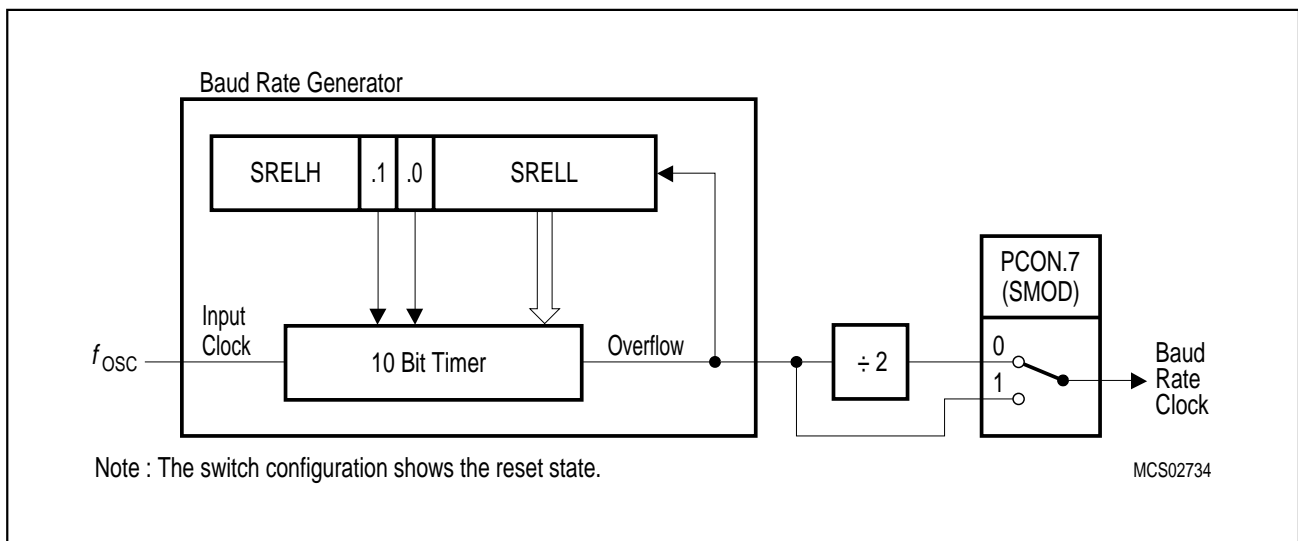 Baud Rate Generator
SRELH
.1
.0
SRELL
PCON.7
(SMOD)
Input
Clock
fOSC
10 Bit Timer
Overflow
÷ 2
0
1
Baud
Rate
Clock
Note : The switch configuration shows the reset state.
MCS02734